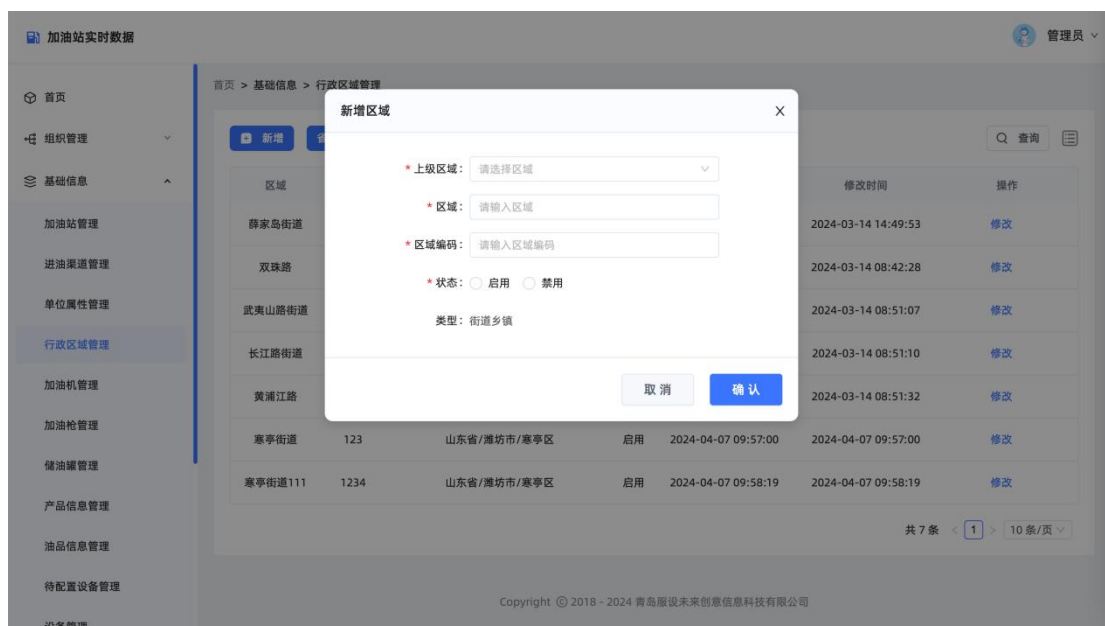 加油站实时数据
管理员
首页
组织管理
基础信息
加油站管理
进油渠道管理
单位属性管理
行政区域管理
加油机管理
加油枪管理
储油罐管理
产品信息管理
油品信息管理
待配置设备管理
设备管理
首页 > 基础信息 > 行政区域管理
新增 省
查询
区域 修改时间 操作
薛家岛街道 2024-03-14 14:49:53 修改
双珠路 2024-03-14 08:42:28 修改
武夷山路街道 2024-03-14 08:51:07 修改
长江路街道 2024-03-14 08:51:10 修改
黄浦江路 2024-03-14 08:51:32 修改
寒亭街道 123 山东省/潍坊市/寒亭区 启用 2024-04-07 09:57:00 2024-04-07 09:57:00 修改
寒亭街道111 1234 山东省/潍坊市/寒亭区 启用 2024-04-07 09:58:19 2024-04-07 09:58:19 修改
共 7 条 < 1 > 10 条/页
新增区域 X
* 上级区域： 请选择区域
* 区域： 请输入区域
* 区域编码： 请输入区域编码
* 状态： 启用 禁用
类型： 街道乡镇
取 消 确 认
Copyright © 2018 - 2024 青岛服设未来创意信息科技有限公司